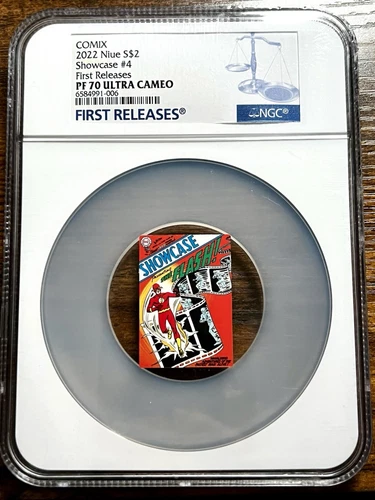 COMIX
2022 Niue S$2
Showcase #4
First Releases
PF 70 ULTRA CAMEO
6584991-006
FIRST RELEASES®
NGC®
SHOWCASE
FLASH!